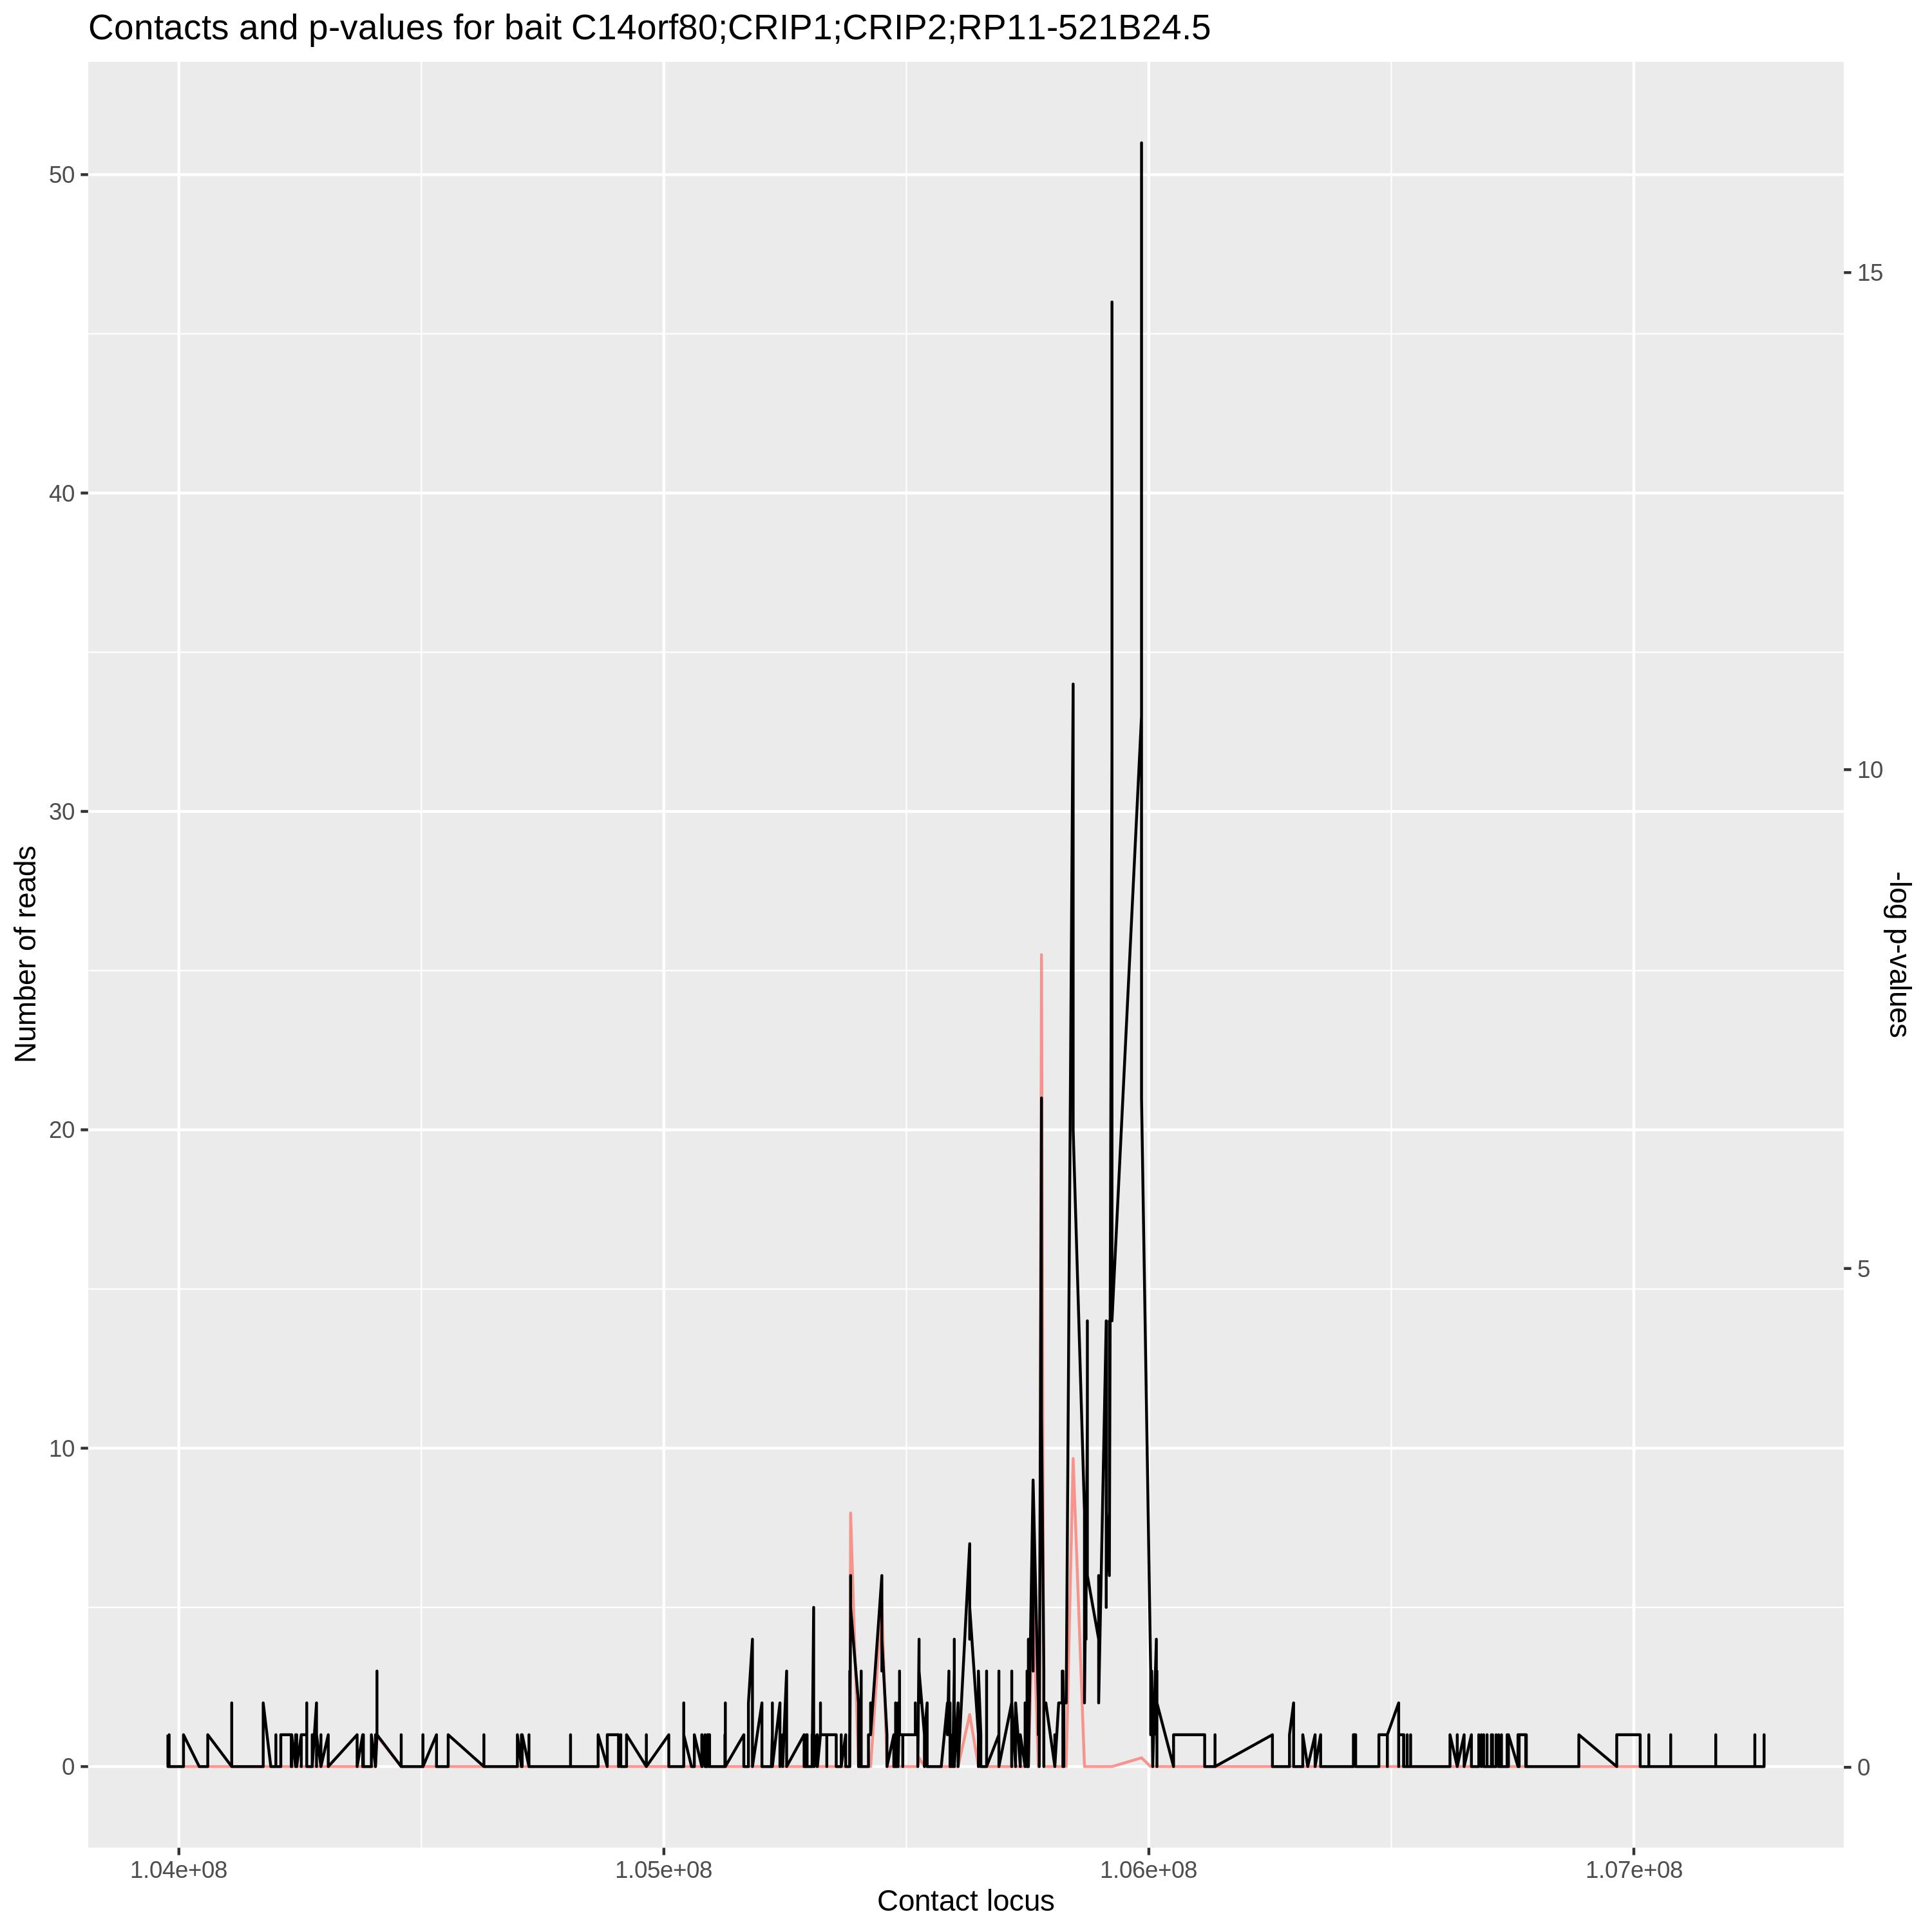 Contacts and p-values for bait C14orf80;CRIP1;CRIP2;RP11-521B24.5
50
40
30
20
10
0
Number of reads
15
10
5
0
-log p-values
1.04e+08
1.05e+08
1.06e+08
1.07e+08
Contact locus